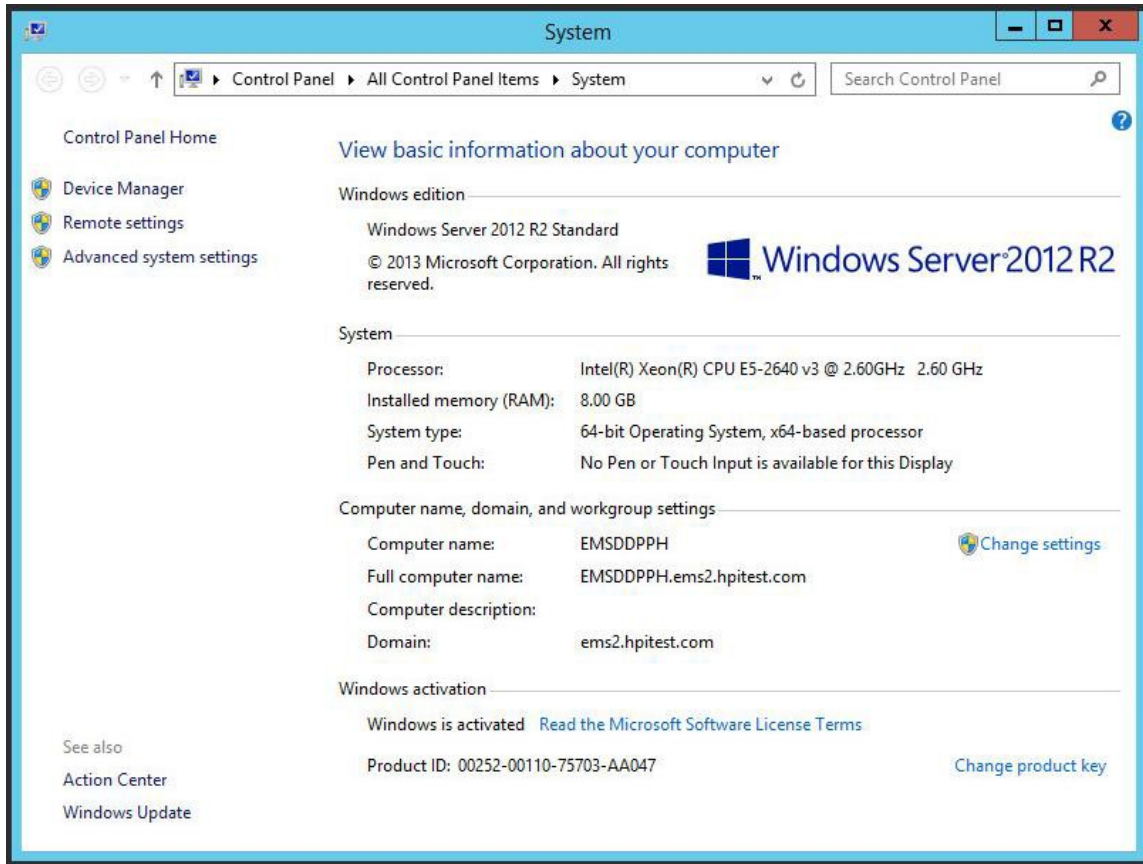 System
Control Panel ▸ All Control Panel Items ▸ System
Search Control Panel
Control Panel Home
Device Manager
Remote settings
Advanced system settings
See also
Action Center
Windows Update
View basic information about your computer
Windows edition
Windows Server 2012 R2 Standard
© 2013 Microsoft Corporation. All rights
reserved.
Windows Server 2012 R2
System
Processor: Intel(R) Xeon(R) CPU E5-2640 v3 @ 2.60GHz 2.60 GHz
Installed memory (RAM): 8.00 GB
System type: 64-bit Operating System, x64-based processor
Pen and Touch: No Pen or Touch Input is available for this Display
Computer name, domain, and workgroup settings
Computer name: EMSDDPPH Change settings
Full computer name: EMSDDPPH.ems2.hpitest.com
Computer description:
Domain: ems2.hpitest.com
Windows activation
Windows is activated Read the Microsoft Software License Terms
Product ID: 00252-00110-75703-AA047 Change product key